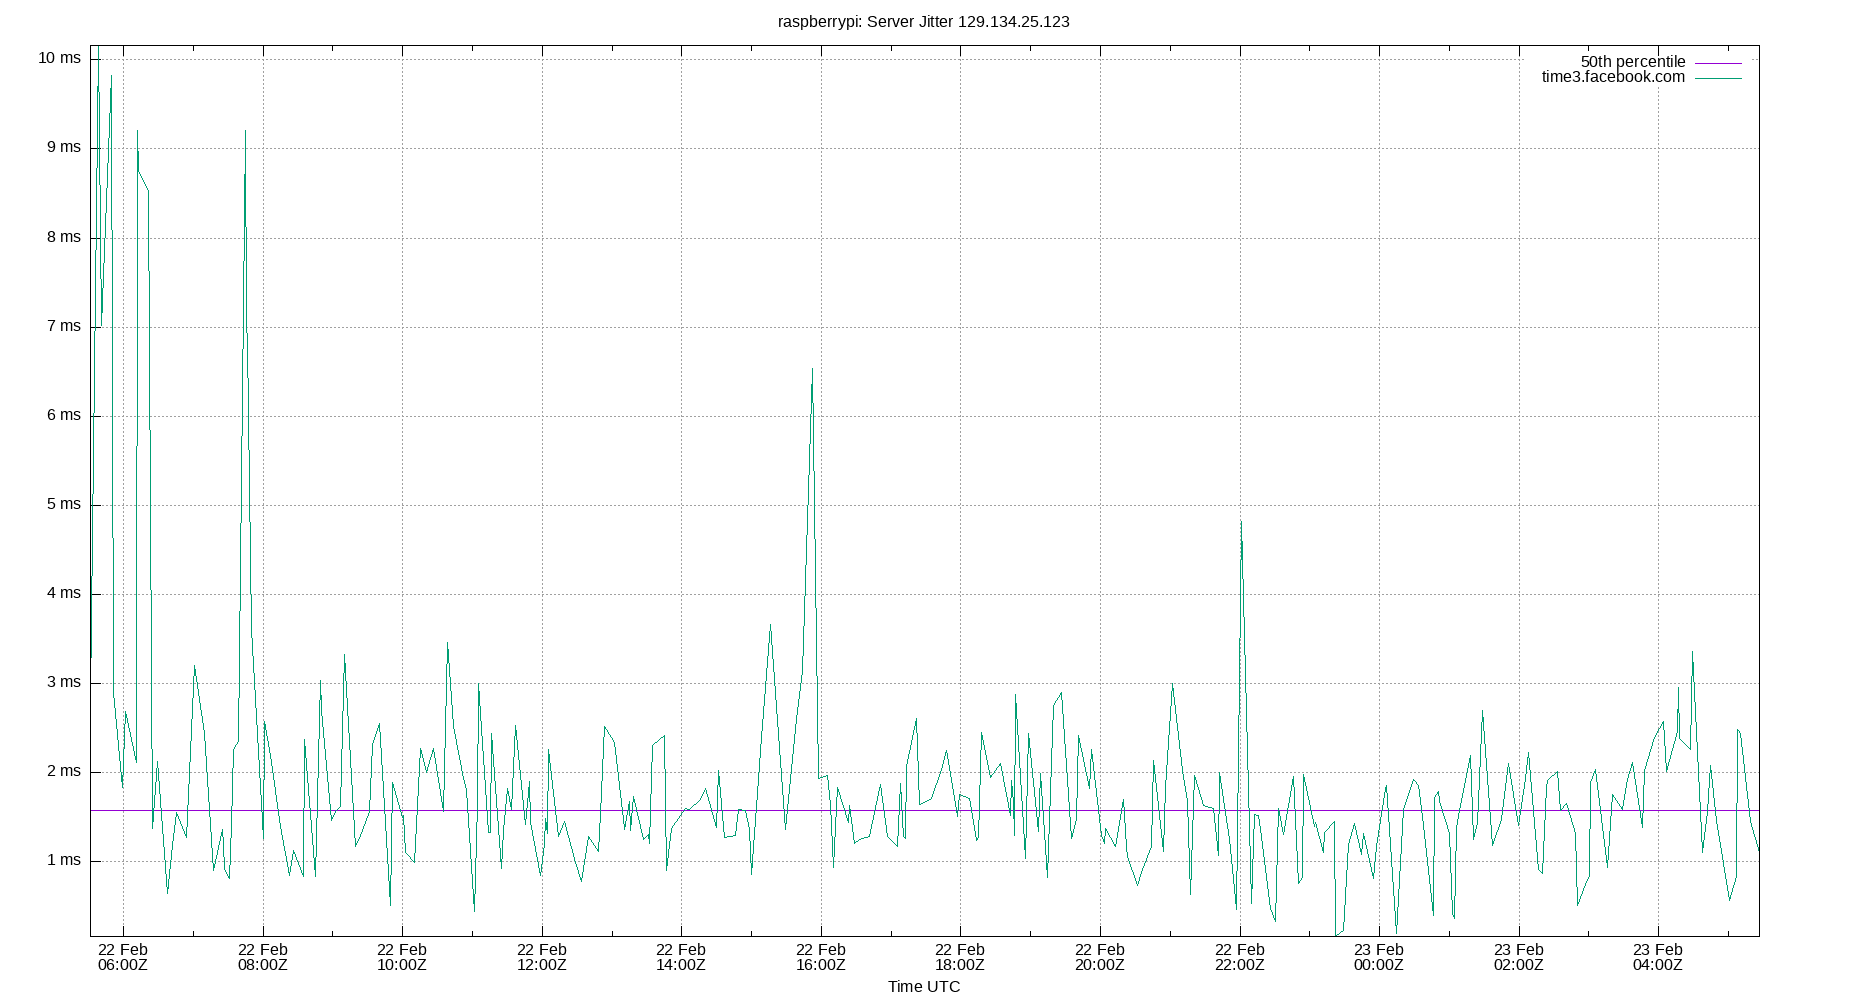 raspberrypi: Server Jitter 129.134.25.123
10 ms
9 ms
8 ms
7 ms
6 ms
5 ms
4 ms
3 ms
2 ms
1 ms
50th percentile
time3.facebook.com
22 Feb 22 Feb 22 Feb 22 Feb 22 Feb 22 Feb 22 Feb 22 Feb 22 Feb 23 Feb 23 Feb 23 Feb
06:00Z 08:00Z 10:00Z 12:00Z 14:00Z 16:00Z 18:00Z 20:00Z 22:00Z 00:00Z 02:00Z 04:00Z
Time UTC